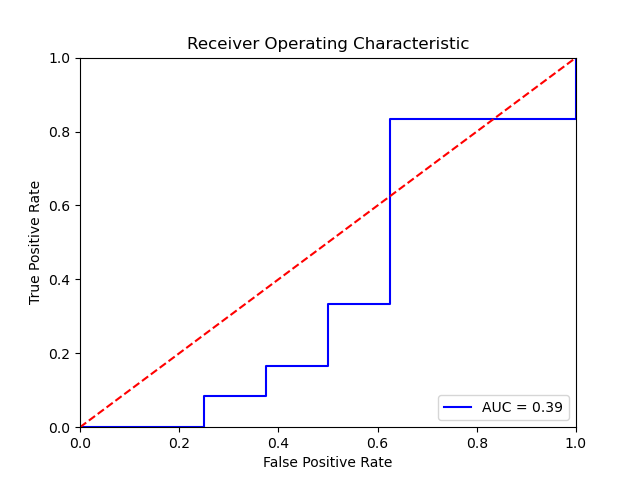 Receiver Operating Characteristic
1.0
0.8
0.6
0.4
0.2
0.0
True Positive Rate
AUC = 0.39
0.0 0.2 0.4 0.6 0.8 1.0
False Positive Rate